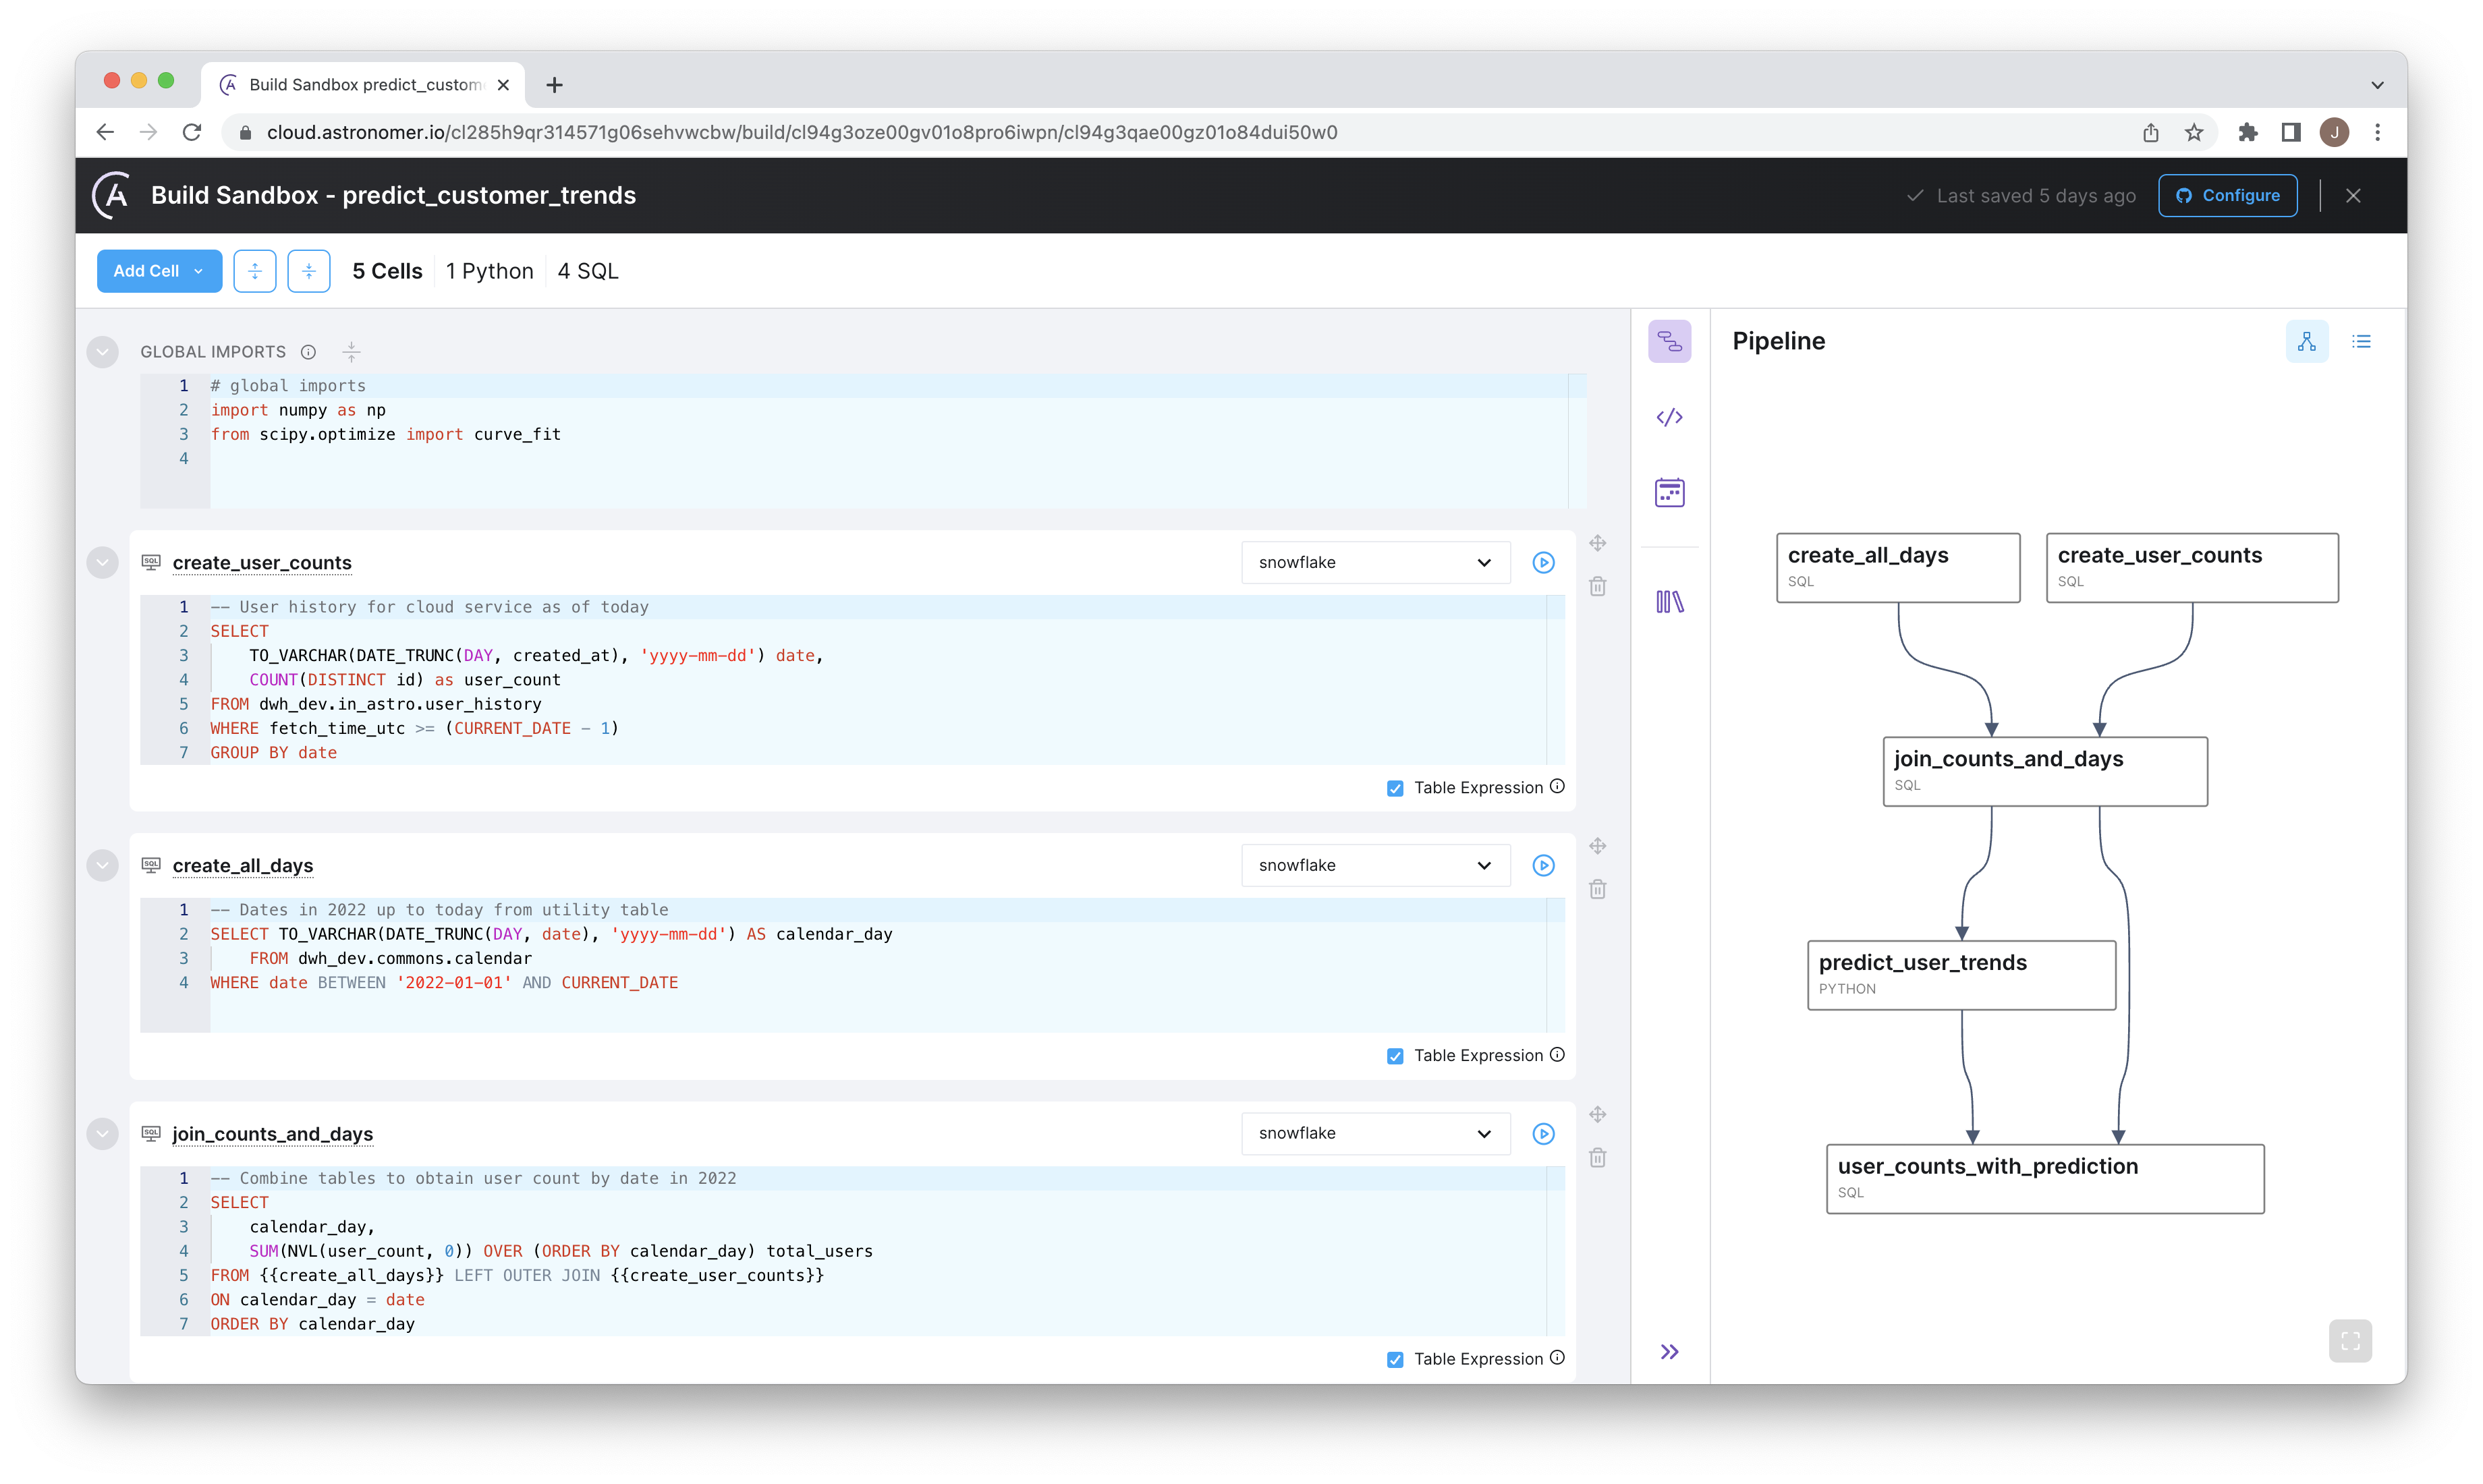 Build Sandbox predict_custom
cloud.astronomer.io/cl285h9qr314571g06sehvwcbw/build/cl94g3oze00gv01o8pro6iwpn/cl94g3qae00gz01o84dui50w0
J
Build Sandbox - predict_customer_trends
Last saved 5 days ago
Configure
Add Cell
5 Cells
1 Python
4 SQL
GLOBAL IMPORTS
1 # global imports
2 import numpy as np
3 from scipy.optimize import curve_fit
4
SQL
create_user_counts
snowflake
1 -- User history for cloud service as of today
2 SELECT
3 TO_VARCHAR(DATE_TRUNC(DAY, created_at), 'yyyy-mm-dd') date,
4 COUNT(DISTINCT id) as user_count
5 FROM dwh_dev.in_astro.user_history
6 WHERE fetch_time_utc >= (CURRENT_DATE - 1)
7 GROUP BY date
Table Expression
SQL
create_all_days
snowflake
1 -- Dates in 2022 up to today from utility table
2 SELECT TO_VARCHAR(DATE_TRUNC(DAY, date), 'yyyy-mm-dd') AS calendar_day
3 FROM dwh_dev.commons.calendar
4 WHERE date BETWEEN '2022-01-01' AND CURRENT_DATE
Table Expression
SQL
join_counts_and_days
snowflake
1 -- Combine tables to obtain user count by date in 2022
2 SELECT
3 calendar_day,
4 SUM(NVL(user_count, 0)) OVER (ORDER BY calendar_day) total_users
5 FROM {{create_all_days}} LEFT OUTER JOIN {{create_user_counts}}
6 ON calendar_day = date
7 ORDER BY calendar_day
Table Expression
Pipeline
create_all_days
SQL
create_user_counts
SQL
join_counts_and_days
SQL
predict_user_trends
PYTHON
user_counts_with_prediction
SQL